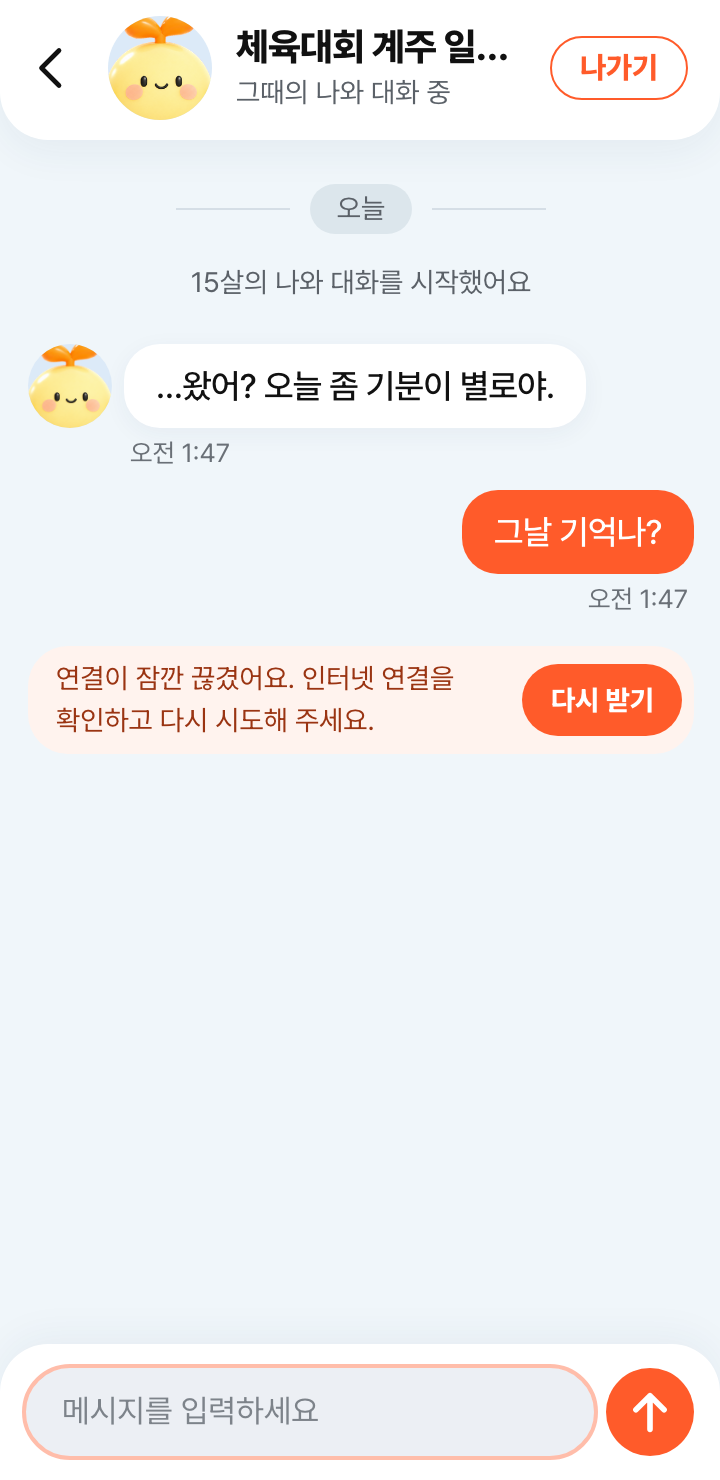 체육대회 계주 일...
그때의 나와 대화 중
나가기
오늘
15살의 나와 대화를 시작했어요
...왔어? 오늘 좀 기분이 별로야.
오전 1:47
그날 기억나?
오전 1:47
연결이 잠깐 끊겼어요. 인터넷 연결을
확인하고 다시 시도해 주세요.
다시 받기
메시지를 입력하세요